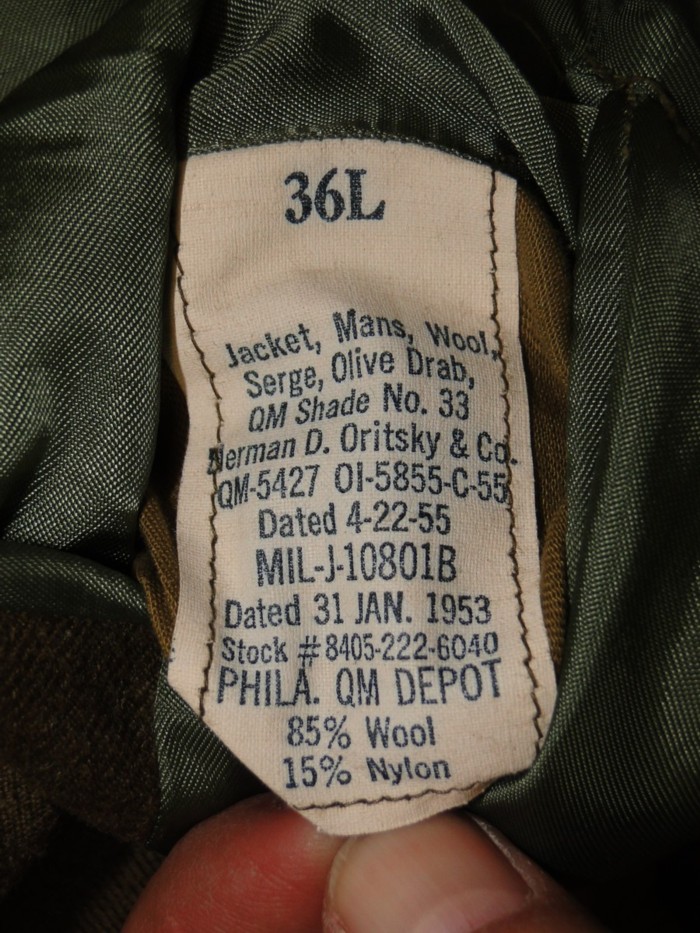 36L
Jacket, Mans, Wool,
Serge, Olive Drab,
QM Shade No. 33
Herman D. Oritsky & Co.
QM-5427 OI-5855-C-55
Dated 4-22-55
MIL-J-10801B
Dated 31 JAN. 1953
Stock # 8405-222-6040
PHILA. QM DEPOT
85% Wool
15% Nylon